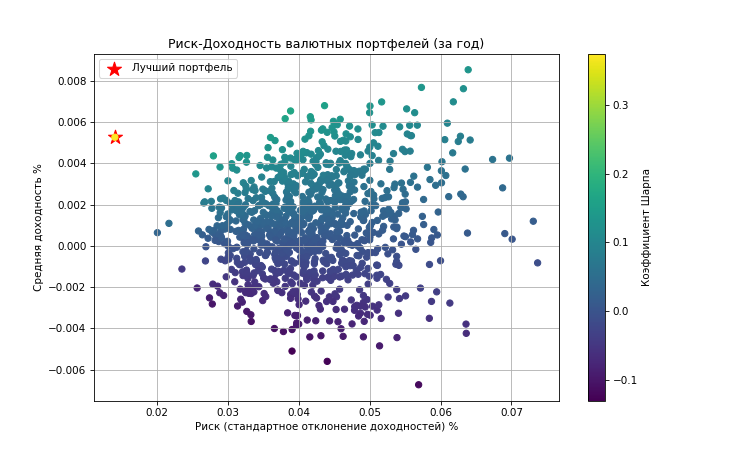 Риск-Доходность валютных портфелей (за год)
Лучший портфель
0.008
0.006
0.004
0.002
0.000
−0.002
−0.004
−0.006
Средняя доходность %
0.02 0.03 0.04 0.05 0.06 0.07
Риск (стандартное отклонение доходностей) %
0.3
0.2
0.1
0.0
−0.1
Коэффициент Шарпа